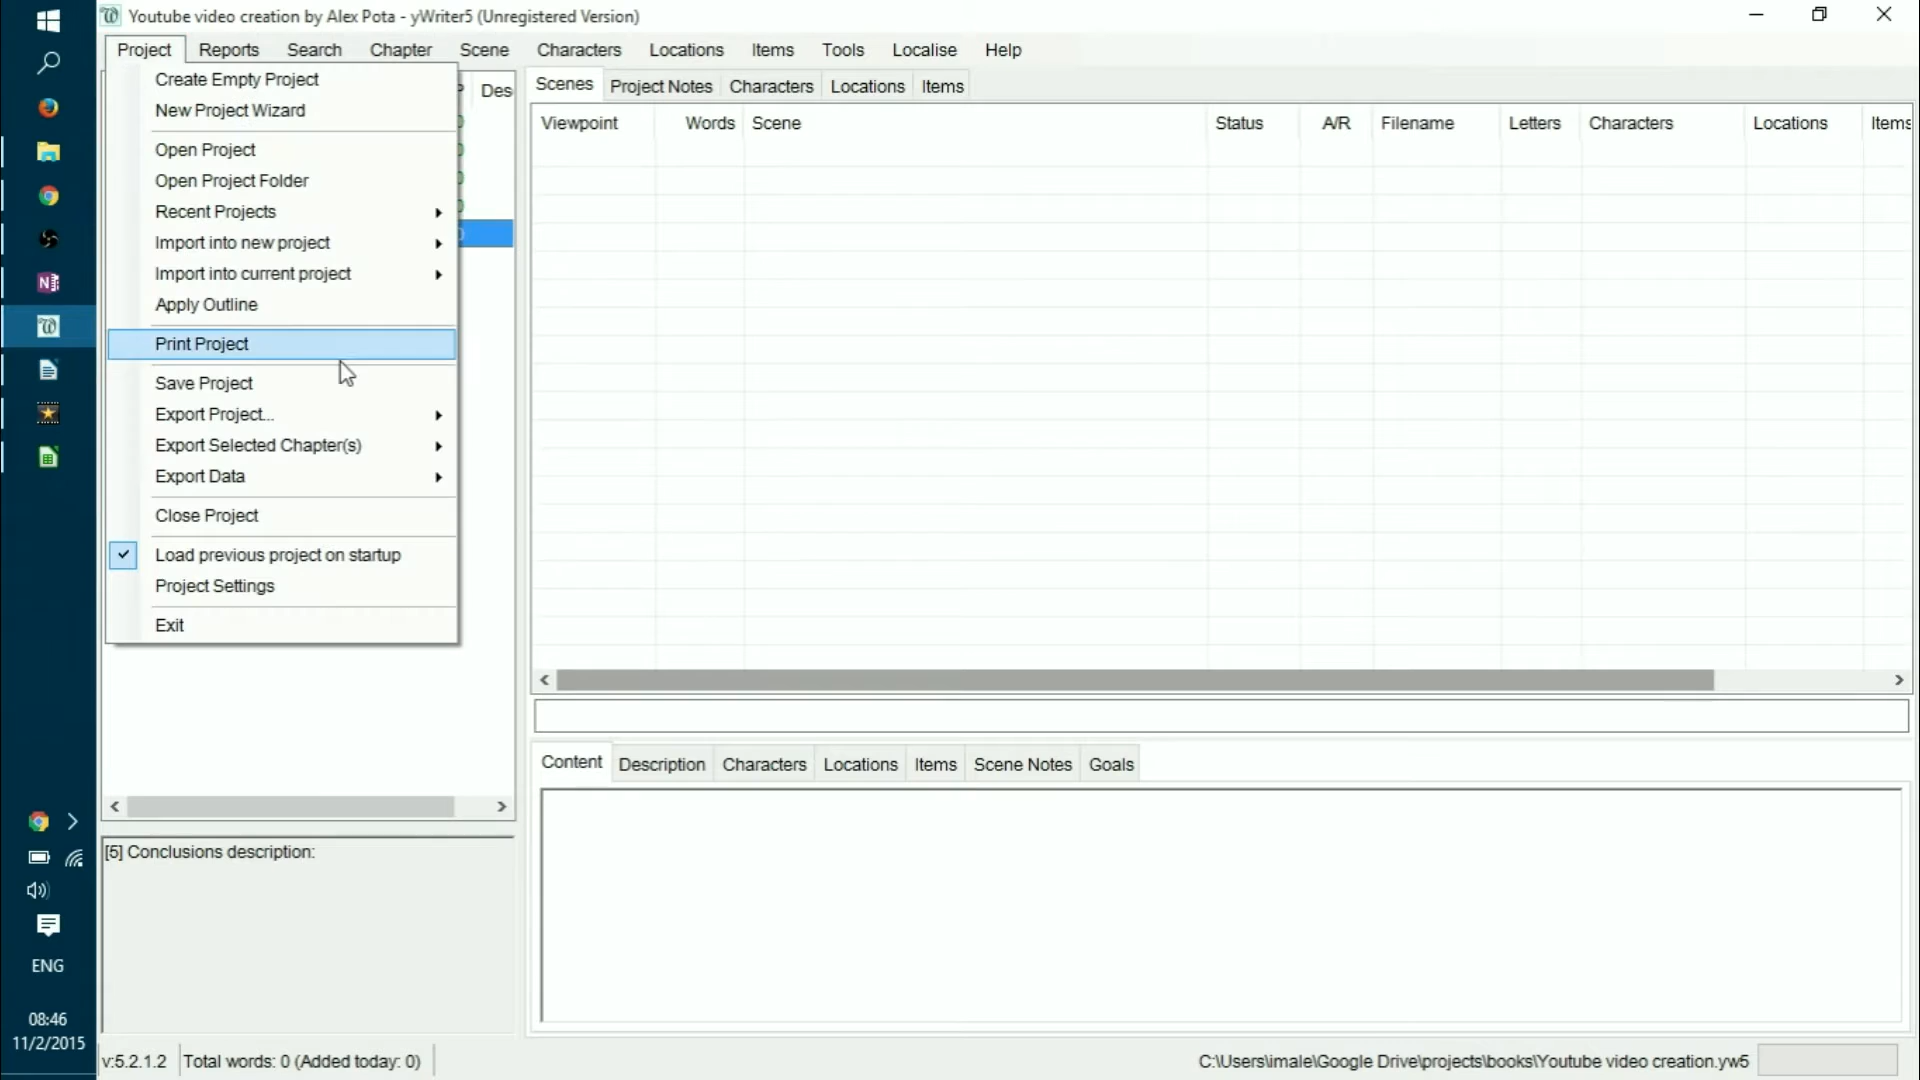 Youtube video creation by Alex Pota - yWriter5 (Unregistered Version)
Project Reports Search Chapter Scene Characters Locations Items Tools Localise Help
Create Empty Project
New Project Wizard
Open Project
Open Project Folder
Recent Projects
Import into new project
Import into current project
Apply Outline
Print Project
Save Project
Export Project...
Export Selected Chapter(s)
Export Data
Close Project
Load previous project on startup
Project Settings
Exit
Des
Scenes Project Notes Characters Locations Items
Viewpoint Words Scene Status A/R Filename Letters Characters Locations Items
Content Description Characters Locations Items Scene Notes Goals
[5] Conclusions description:
ENG
08:46
11/2/2015
v:5.2.1.2 Total words: 0 (Added today: 0) C:\Users\imale\Google Drive\projects\books\Youtube video creation.yw5